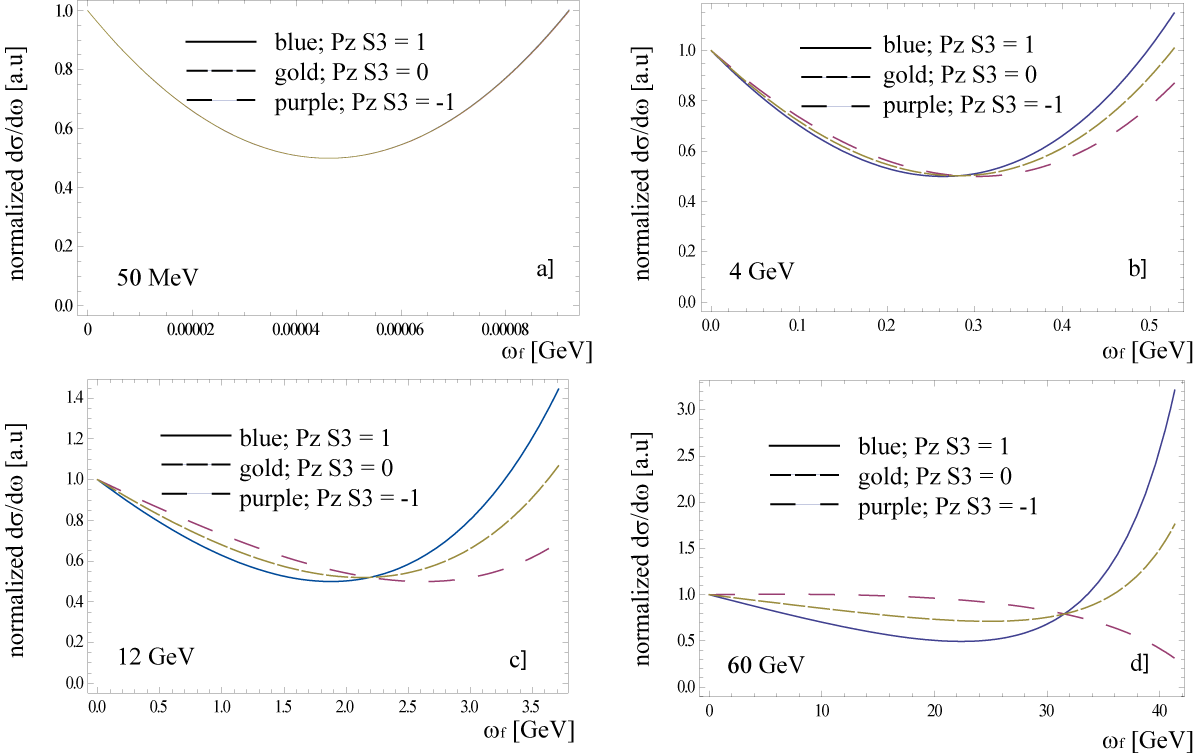 normalized dσ/dω [a.u]
1.0
0.8
0.6
0.4
0.2
0.0
blue; Pz S3 = 1
gold; Pz S3 = 0
purple; Pz S3 = -1
50 MeV
a]
0
0.00002
0.00004
0.00006
0.00008
ωf [GeV]
normalized dσ/dω [a.u]
1.0
0.8
0.6
0.4
0.2
0.0
blue; Pz S3 = 1
gold; Pz S3 = 0
purple; Pz S3 = -1
4 GeV
b]
0.0
0.1
0.2
0.3
0.4
0.5
ωf [GeV]
normalized dσ/dω [a.u]
1.4
1.2
1.0
0.8
0.6
0.4
0.2
0.0
blue; Pz S3 = 1
gold; Pz S3 = 0
purple; Pz S3 = -1
12 GeV
c]
0.0
0.5
1.0
1.5
2.0
2.5
3.0
3.5
ωf [GeV]
normalized dσ/dω [a.u]
3.0
2.5
2.0
1.5
1.0
0.5
0.0
blue; Pz S3 = 1
gold; Pz S3 = 0
purple; Pz S3 = -1
60 GeV
d]
0
10
20
30
40
ωf [GeV]